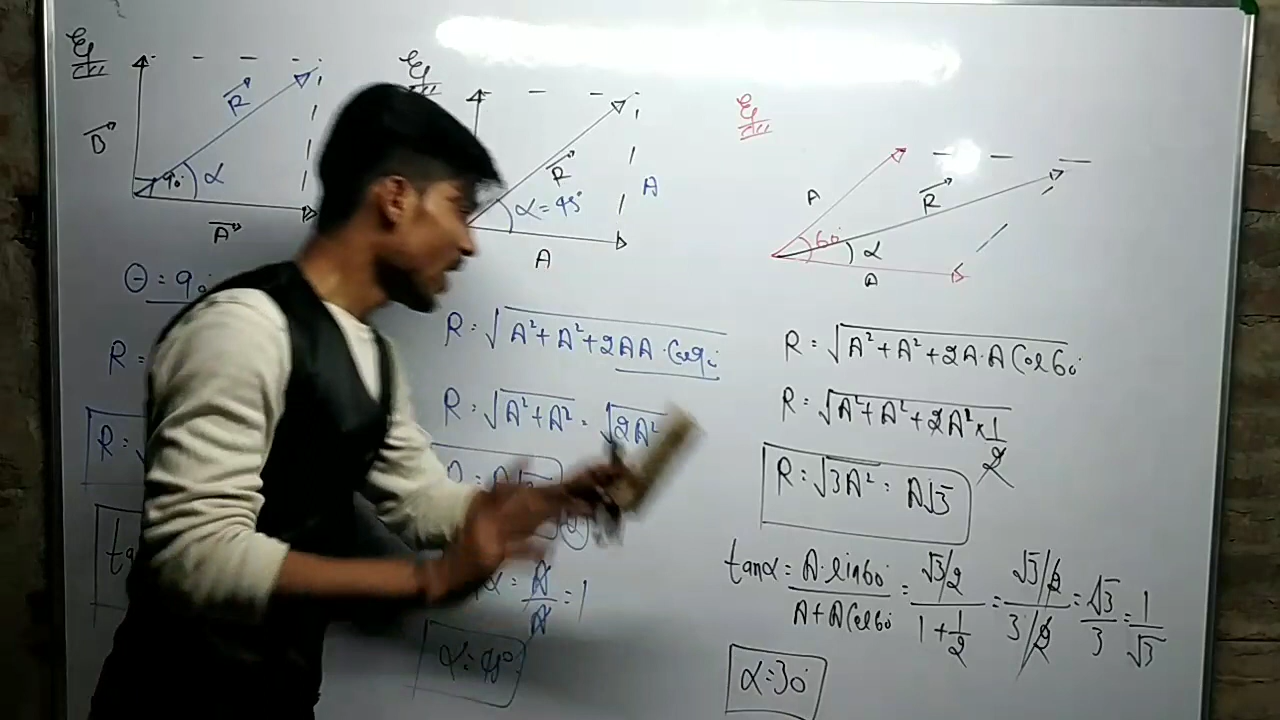 Eg
R
B
90
α
A
θ = 90
R =
R = √
Eg
R
α = 45°
A
A
R = √A² + A² + 2AA · Cos90
R = √A² + A² = √2A²
α = A/A = 1
α = 45°
Eg
A
R
60
α
A
R = √A² + A² + 2A·A Cos60
R = √A² + A² + 2A² × 1/2
R = √3A² = A√3
tanα = A·sin60/A + A Cos60 = √3/2/1 + 1/2 = √3/2/3/2 = √3/3 = 1/√3
α = 30